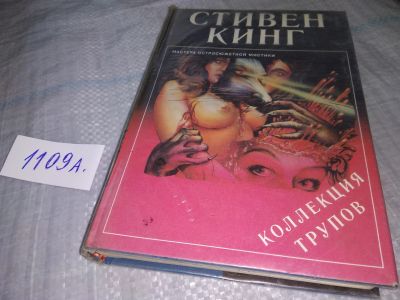 СТИВЕН
КИНГ
МАСТЕРА ОСТРОСЮЖЕТНОЙ МИСТИКИ
1109А.
КОЛЛЕКЦИЯ
ТРУПОВ